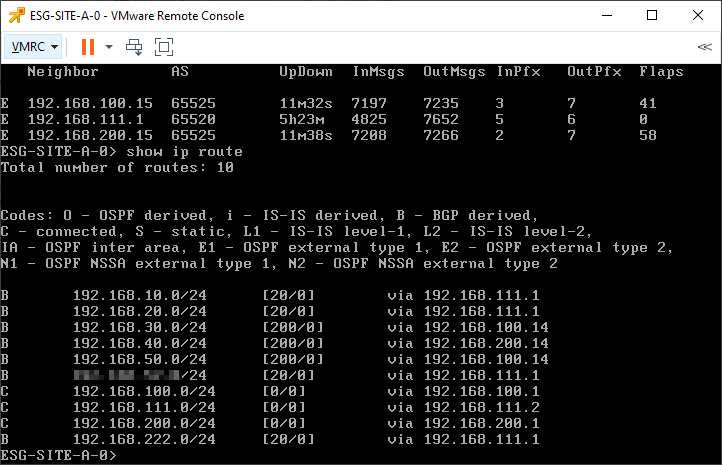 ESG-SITE-A-0 - VMware Remote Console
VMRC
Neighbor AS UpDown InMsgs OutMsgs InPfx OutPfx Flaps
E 192.168.100.15 65525 11m32s 7197 7235 3 7 41
E 192.168.111.1 65520 5h23m 4825 7652 5 6 0
E 192.168.200.15 65525 11m38s 7208 7266 2 7 58
ESG-SITE-A-0> show ip route
Total number of routes: 10
Codes: O - OSPF derived, i - IS-IS derived, B - BGP derived,
C - connected, S - static, L1 - IS-IS level-1, L2 - IS-IS level-2,
IA - OSPF inter area, E1 - OSPF external type 1, E2 - OSPF external type 2,
N1 - OSPF NSSA external type 1, N2 - OSPF NSSA external type 2
B 192.168.10.0/24 [20/0] via 192.168.111.1
B 192.168.20.0/24 [20/0] via 192.168.111.1
B 192.168.30.0/24 [200/0] via 192.168.100.14
B 192.168.40.0/24 [200/0] via 192.168.200.14
B 192.168.50.0/24 [200/0] via 192.168.100.14
B /24 [20/0] via 192.168.111.1
C 192.168.100.0/24 [0/0] via 192.168.100.1
C 192.168.111.0/24 [0/0] via 192.168.111.2
C 192.168.200.0/24 [0/0] via 192.168.200.1
B 192.168.222.0/24 [20/0] via 192.168.111.1
ESG-SITE-A-0>